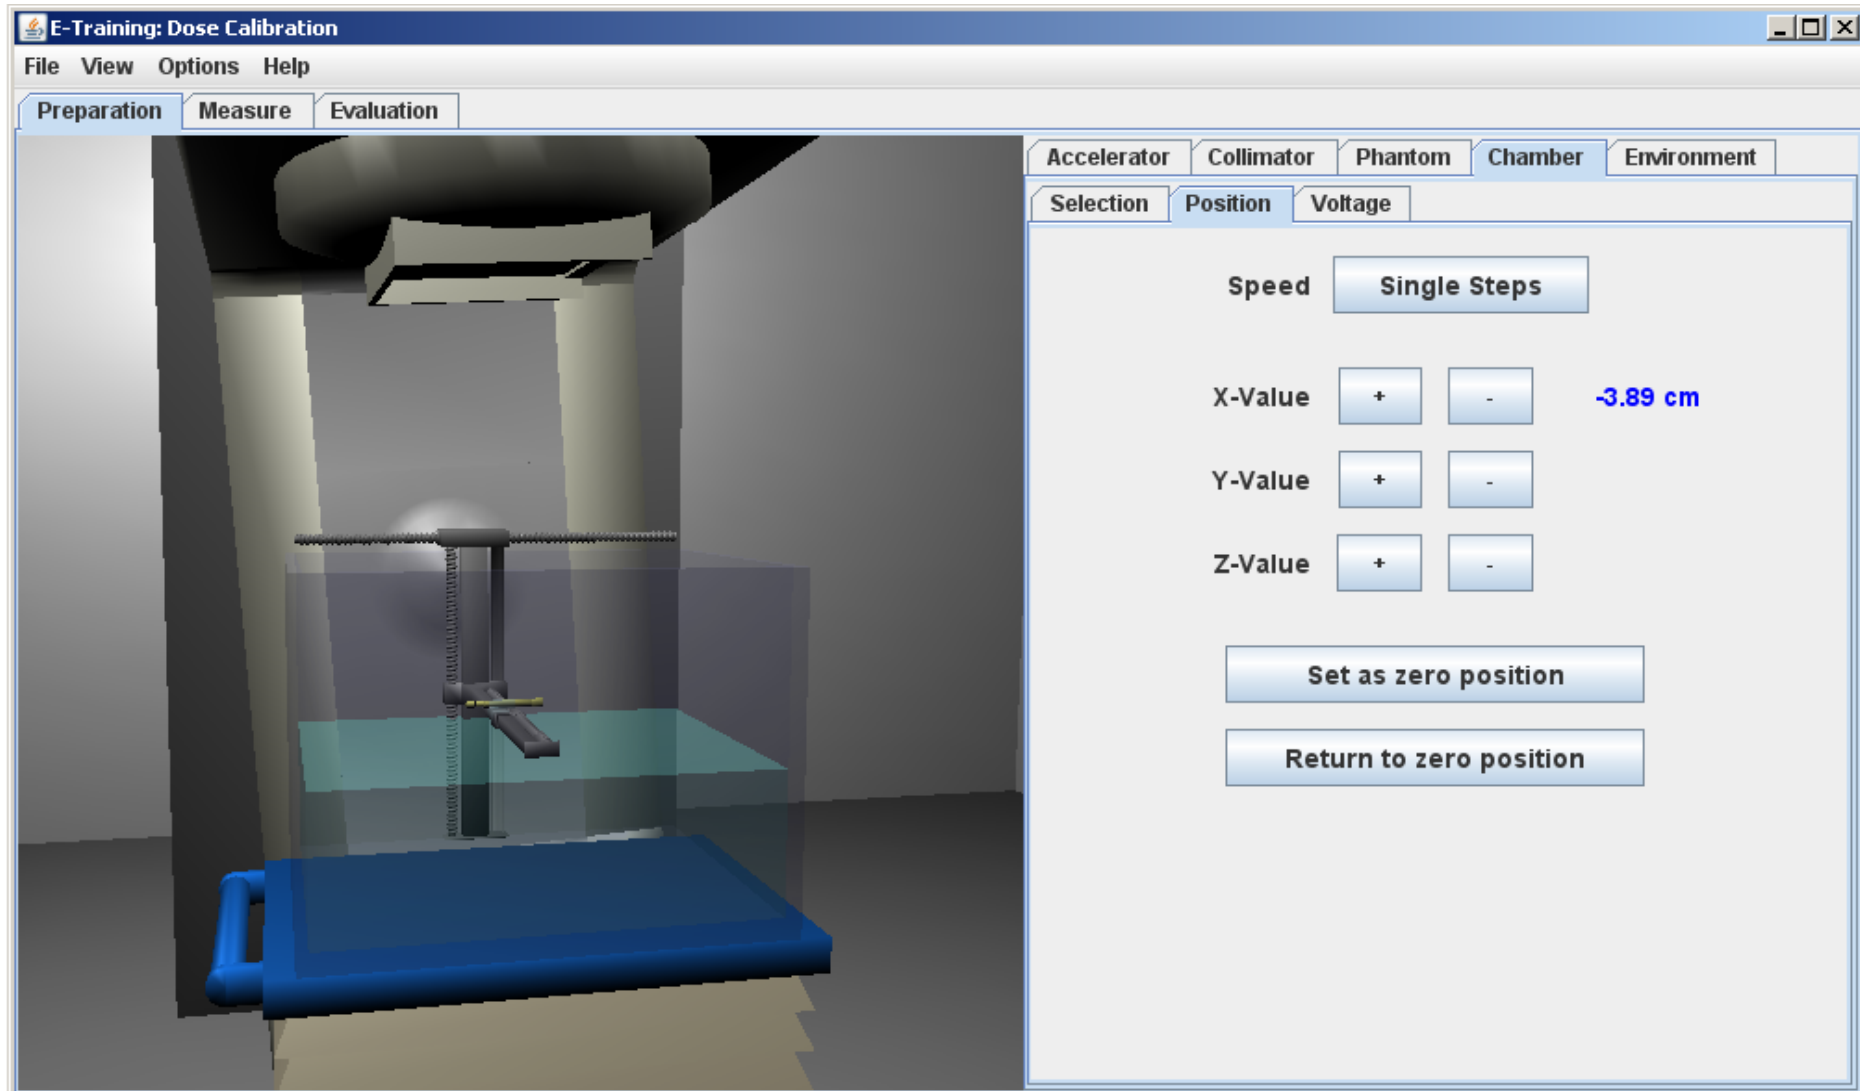 E-Training: Dose Calibration
File View Options Help
Preparation Measure Evaluation
Accelerator Collimator Phantom Chamber Environment
Selection Position Voltage
Speed Single Steps
X-Value + - -3.89 cm
Y-Value + -
Z-Value + -
Set as zero position
Return to zero position